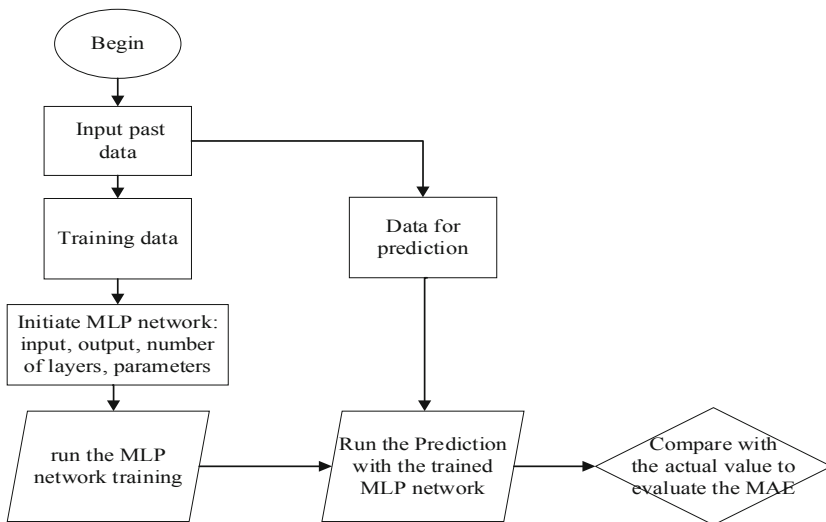 Begin
Input past
data
Training data
Data for
prediction
Initiate MLP network:
input, output, number
of layers, parameters
run the MLP
network training
Run the Prediction
with the trained
MLP network
Compare with
the actual value to
evaluate the MAE